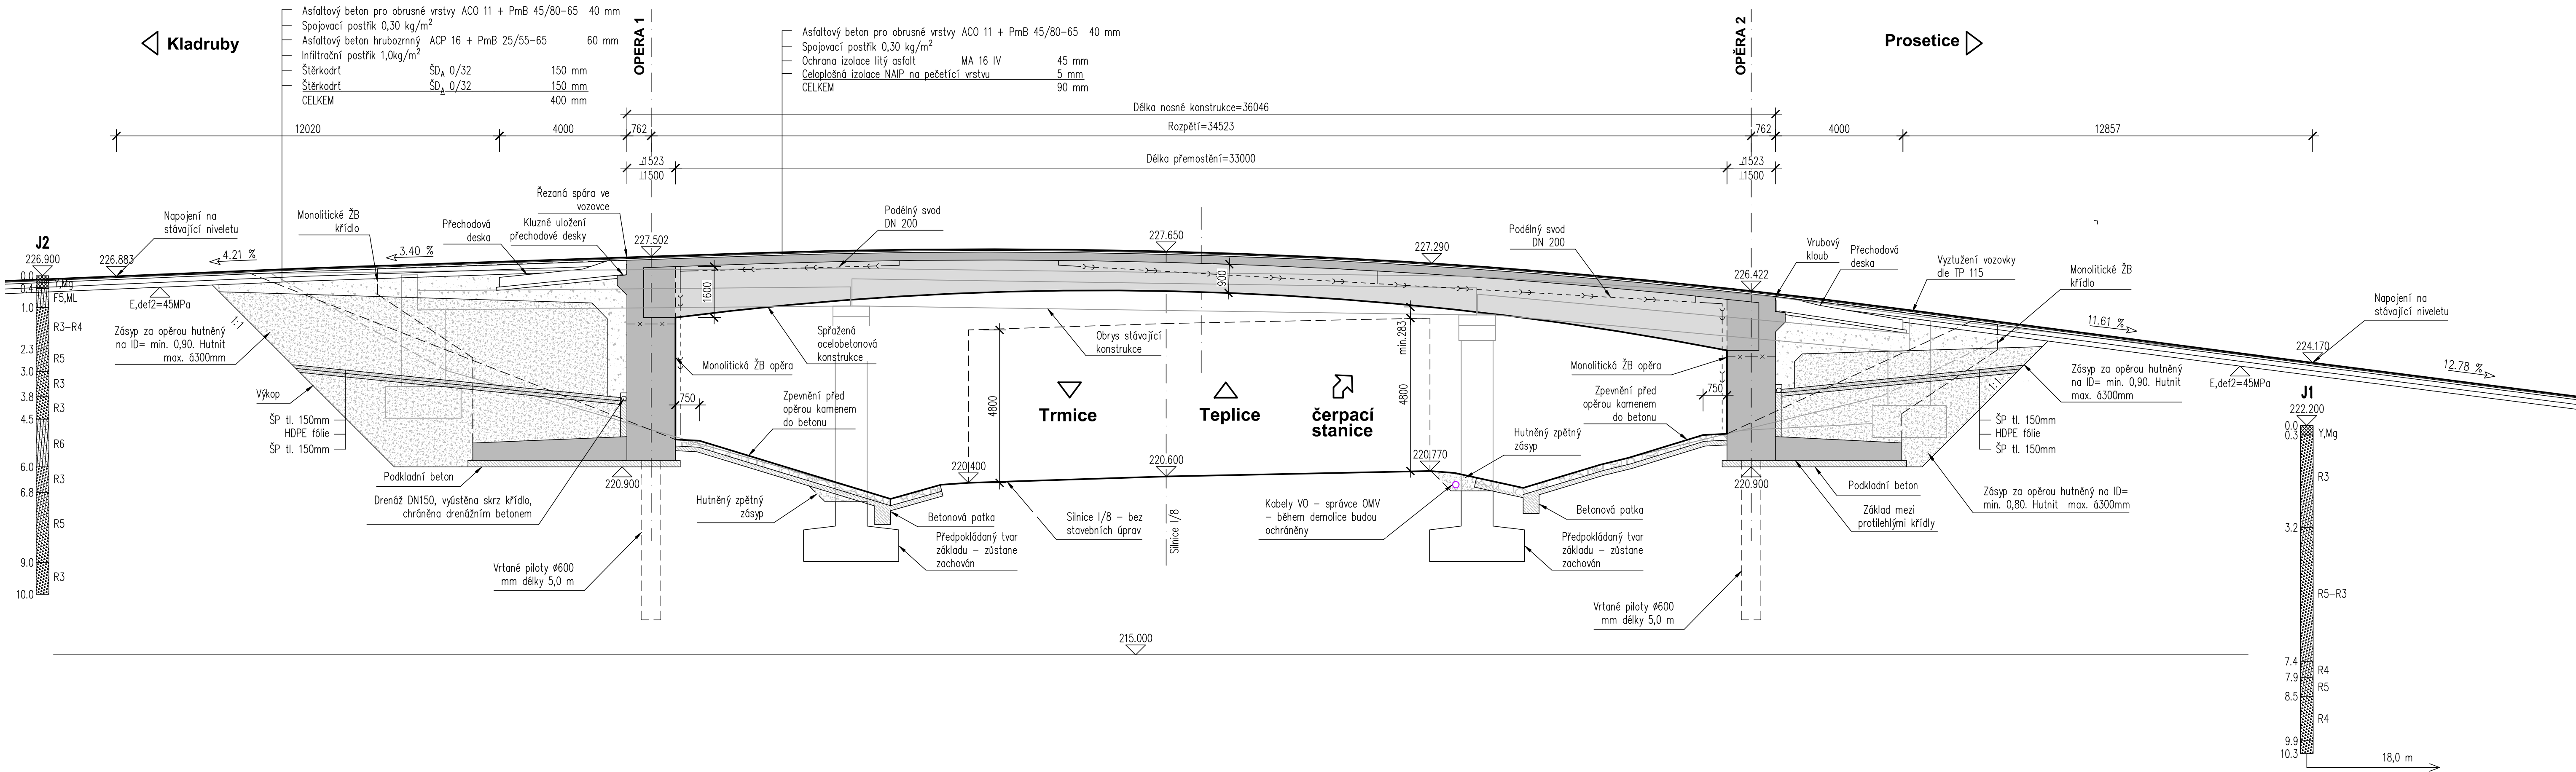 Kladruby
Asfaltový beton pro obrusné vrstvy ACO 11 + PmB 45/80-65 40 mm
Spojovací postřik 0,30 kg/m²
Asfaltový beton hrubozrnný ACP 16 + PmB 25/55-65 60 mm
Infiltrační postřik 1,0kg/m²
Štěrkodrť ŠDA 0/32 150 mm
Štěrkodrť ŠDA 0/32 150 mm
CELKEM 400 mm
OPĚRA 1
Asfaltový beton pro obrusné vrstvy ACO 11 + PmB 45/80-65 40 mm
Spojovací postřik 0,30 kg/m²
Ochrana izolace litý asfalt MA 16 IV 45 mm
Celoplošná izolace NAIP na pečetící vrstvu 5 mm
CELKEM 90 mm
OPĚRA 2
Prosetice
Délka nosné konstrukce=36046
12020
4000
762
Rozpětí=34523
762
4000
12857
⊥1523
⊥1500
Délka přemostění=33000
⊥1523
⊥1500
J2
226.900
Napojení na
stávající niveletu
226.883
4.21 %
Monolitické ŽB
křídlo
3.40 %
Přechodová
deska
Řezaná spára ve
vozovce
Kluzné uložení
přechodové desky
227.502
Podélný svod
DN 200
227.650
227.290
Podélný svod
DN 200
226.422
Vrubový
kloub
Přechodová
deska
Vyztužení vozovky
dle TP 115
Monolitické ŽB
křídlo
11.61 %
Napojení na
stávající niveletu
224.170
12.78 %
E,def2=45MPa
E,def2=45MPa
0.0
0.4
1.0
2.3
3.0
3.8
4.5
6.0
6.8
9.0
10.0
Y,Mg
F5,ML
R3-R4
R5
R3
R3
R6
R3
R5
R3
1:1
Zásyp za opěrou hutněný
na ID= min. 0,90. Hutnit
max. á300mm
Výkop
ŠP tl. 150mm
HDPE fólie
ŠP tl. 150mm
Podkladní beton
Drenáž DN150, vyústěna skrz křídlo,
chráněna drenážním betonem
220.900
Vrtané piloty ø600
mm délky 5,0 m
1600
900
Spřažená
ocelobetonová
konstrukce
Monolitická ŽB opěra
750
Zpevnění před
opěrou kamenem
do betonu
Obrys stávající
konstrukce
4800
Trmice
Teplice
čerpací
stanice
min.283
4800
220.400
220.600
220.770
Hutněný zpětný
zásyp
Betonová patka
Předpokládaný tvar
základu - zůstane
zachován
Silnice I/8 - bez
stavebních úprav
Silnice I/8
Kabely VO - správce OMV
- během demolice budou
ochráněny
Hutněný zpětný
zásyp
Monolitická ŽB opěra
Zpevnění před
opěrou kamenem
do betonu
750
Betonová patka
Předpokládaný tvar
základu - zůstane
zachován
Vrtané piloty ø600
mm délky 5,0 m
220.900
1:1
Zásyp za opěrou hutněný
na ID= min. 0,90. Hutnit
max. á300mm
ŠP tl. 150mm
HDPE fólie
ŠP tl. 150mm
Podkladní beton
Základ mezi
protilehlými křídly
Zásyp za opěrou hutněný na ID=
min. 0,80. Hutnit max. á300mm
J1
222.200
0.0
0.3
3.2
7.4
7.9
8.5
9.9
10.3
Y,Mg
R3
R5-R3
R4
R5
R4
18,0 m
215.000